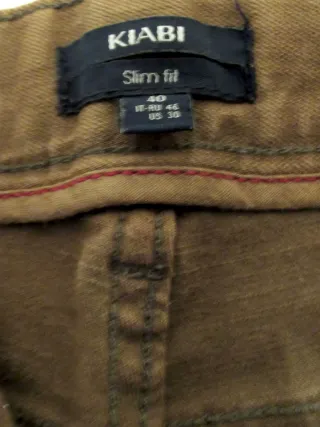 KIABI
Slim fit
40
IT-RU 46
US 30